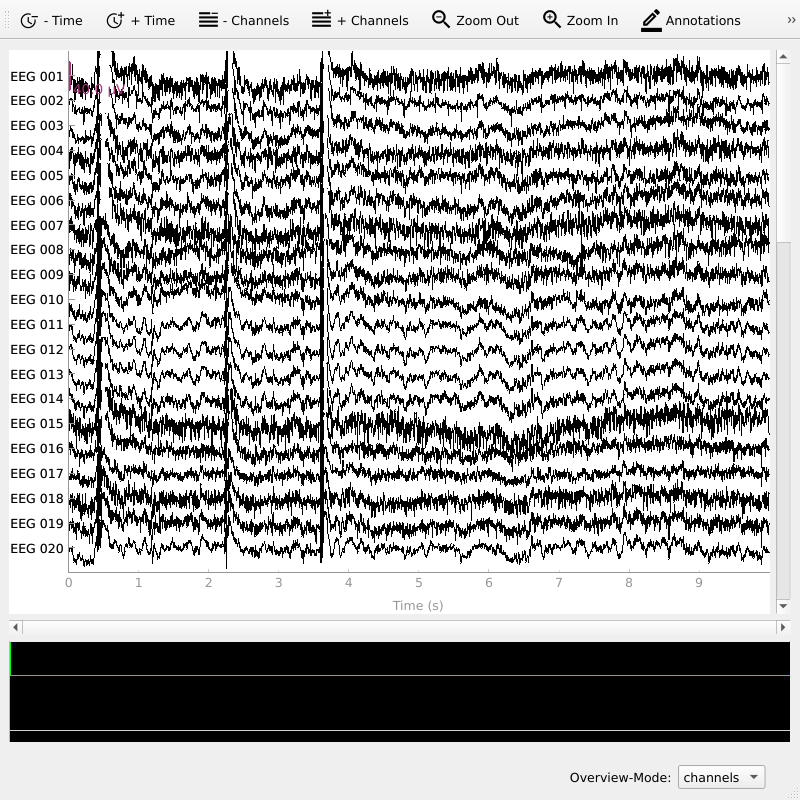 - Time + Time - Channels + Channels Zoom Out Zoom In Annotations »
EEG 001
EEG 002
EEG 003
EEG 004
EEG 005
EEG 006
EEG 007
EEG 008
EEG 009
EEG 010
EEG 011
EEG 012
EEG 013
EEG 014
EEG 015
EEG 016
EEG 017
EEG 018
EEG 019
EEG 020
0 1 2 3 4 5 6 7 8 9
Time (s)
Overview-Mode: channels